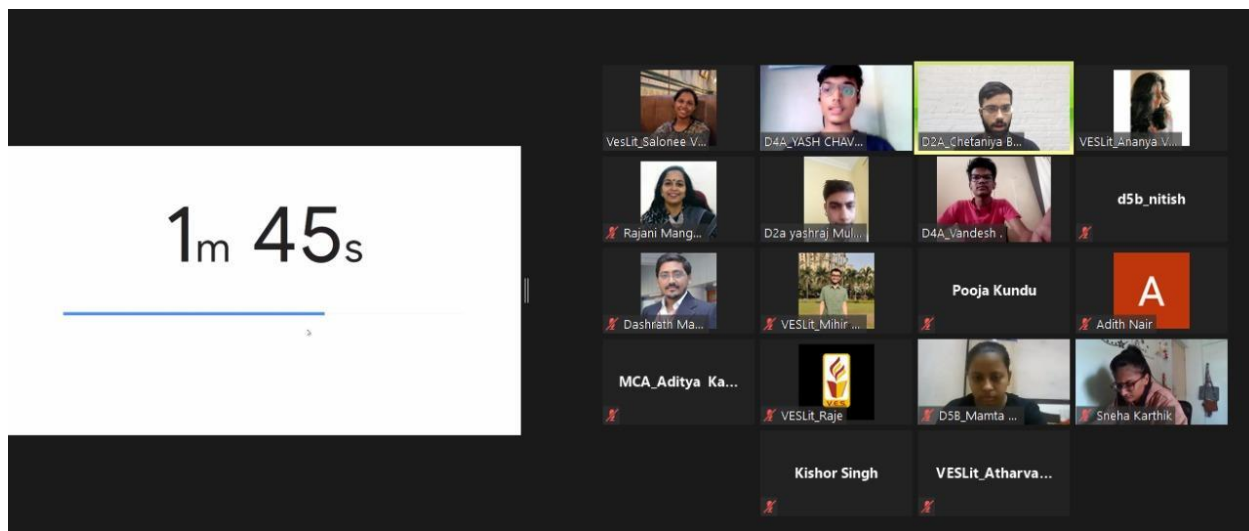 1m 45s
VesLit_Salonee V...
D4A_YASH CHAV...
D2A_Chetaniya B...
VESLit_Ananya V...
Rajani Mang...
D2a yashraj Mul...
D4A_Vandesh .
d5b_nitish
Dashrath Ma...
VESLit_Mihir ...
Pooja Kundu
A
Adith Nair
MCA_Aditya Ka...
V.E.S.
VESLit_Raje
D5B_Mamta ...
Sneha Karthik
Kishor Singh
VESLit_Atharva...